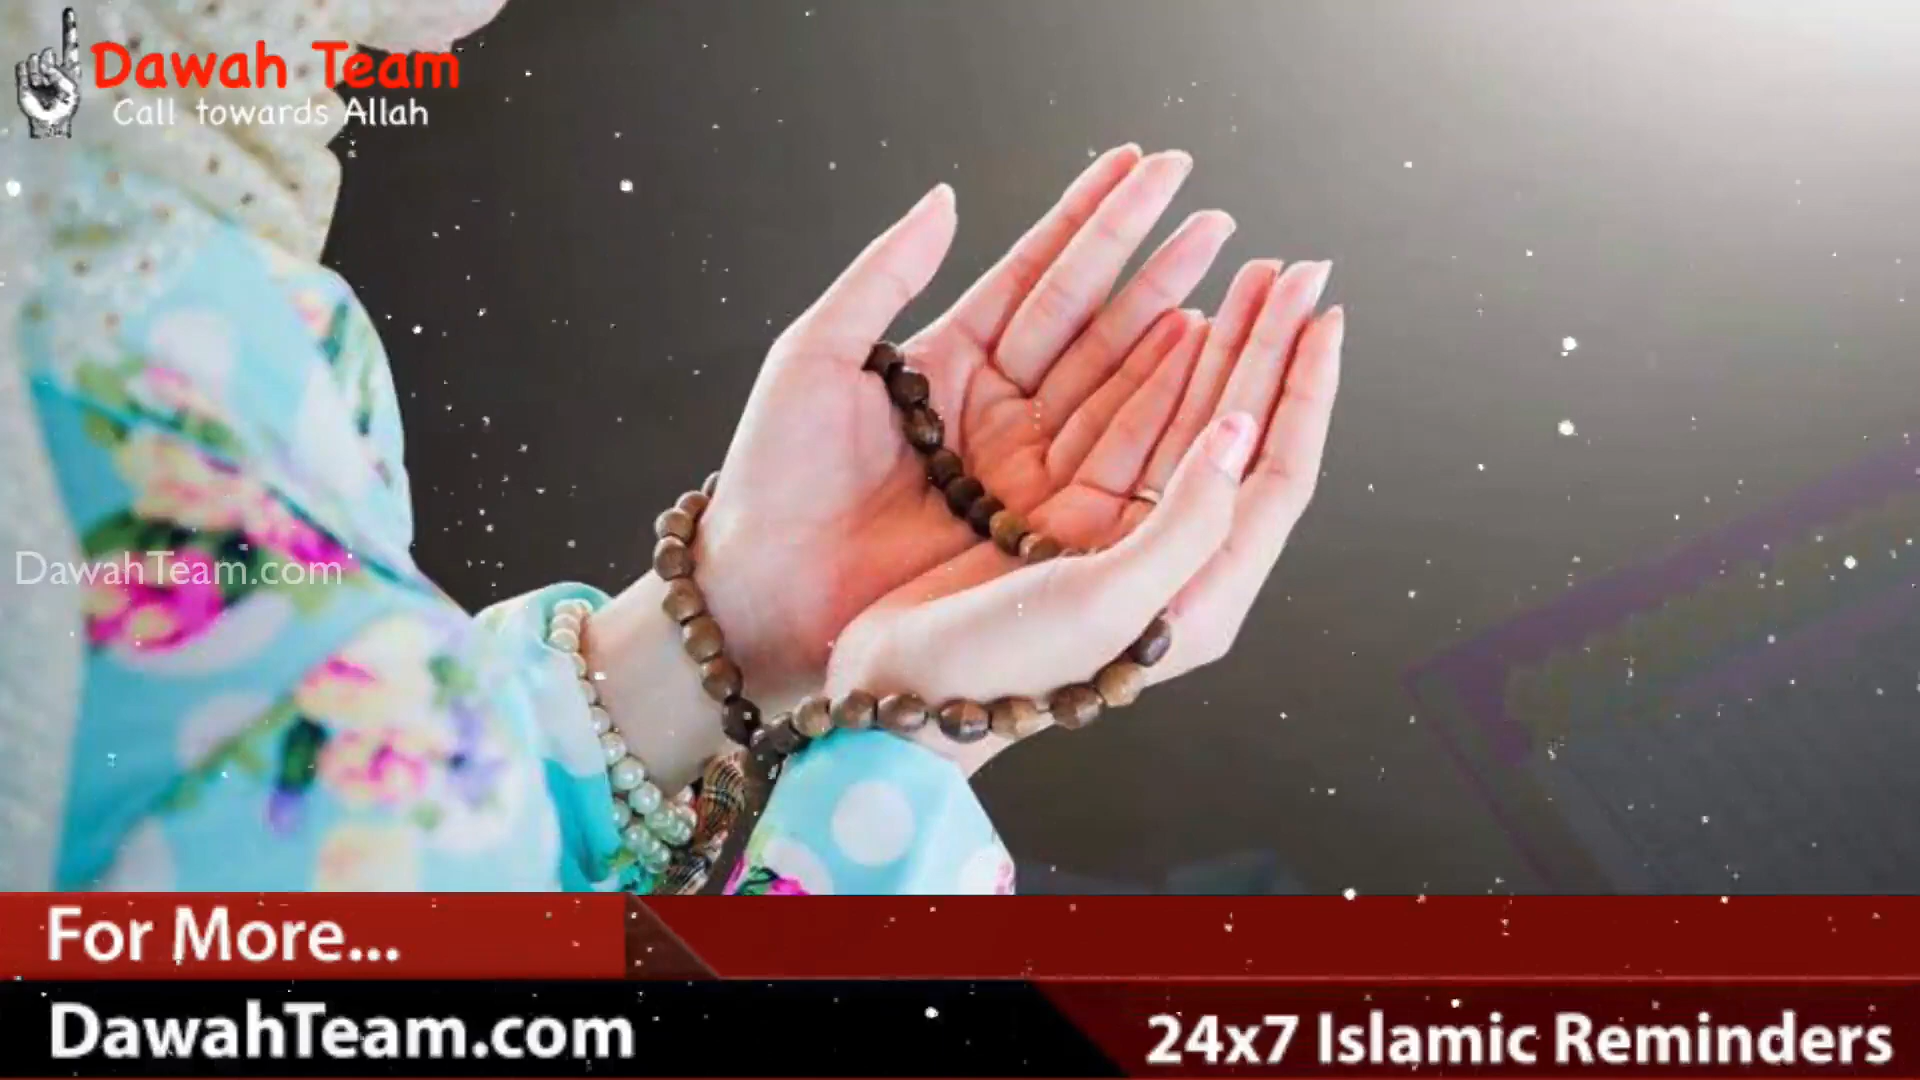 Dawah Team
Call towards Allah
DawahTeam.com
For More...
DawahTeam.com
24x7 Islamic Reminders